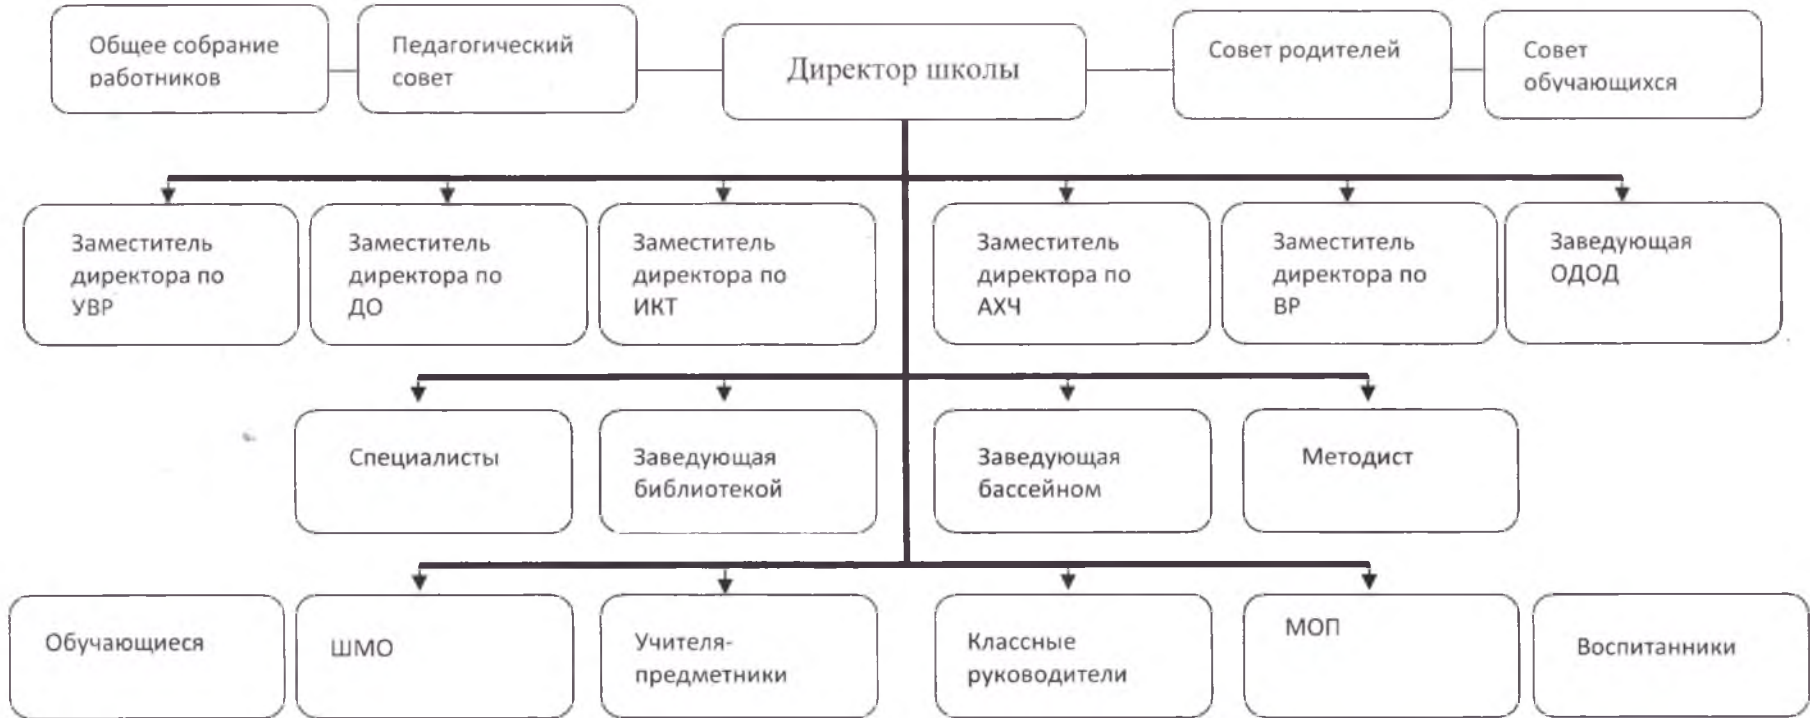 Общее собрание
работников
Педагогический
совет
Директор школы
Совет родителей
Совет
обучающихся
Заместитель
директора по
УВР
Заместитель
директора по
ДО
Заместитель
директора по
ИКТ
Заместитель
директора по
АХЧ
Заместитель
директора по
ВР
Заведующая
ОДОД
Специалисты
Заведующая
библиотекой
Заведующая
бассейном
Методист
Обучающиеся
ШМО
Учителя-
предметники
Классные
руководители
МОП
Воспитанники